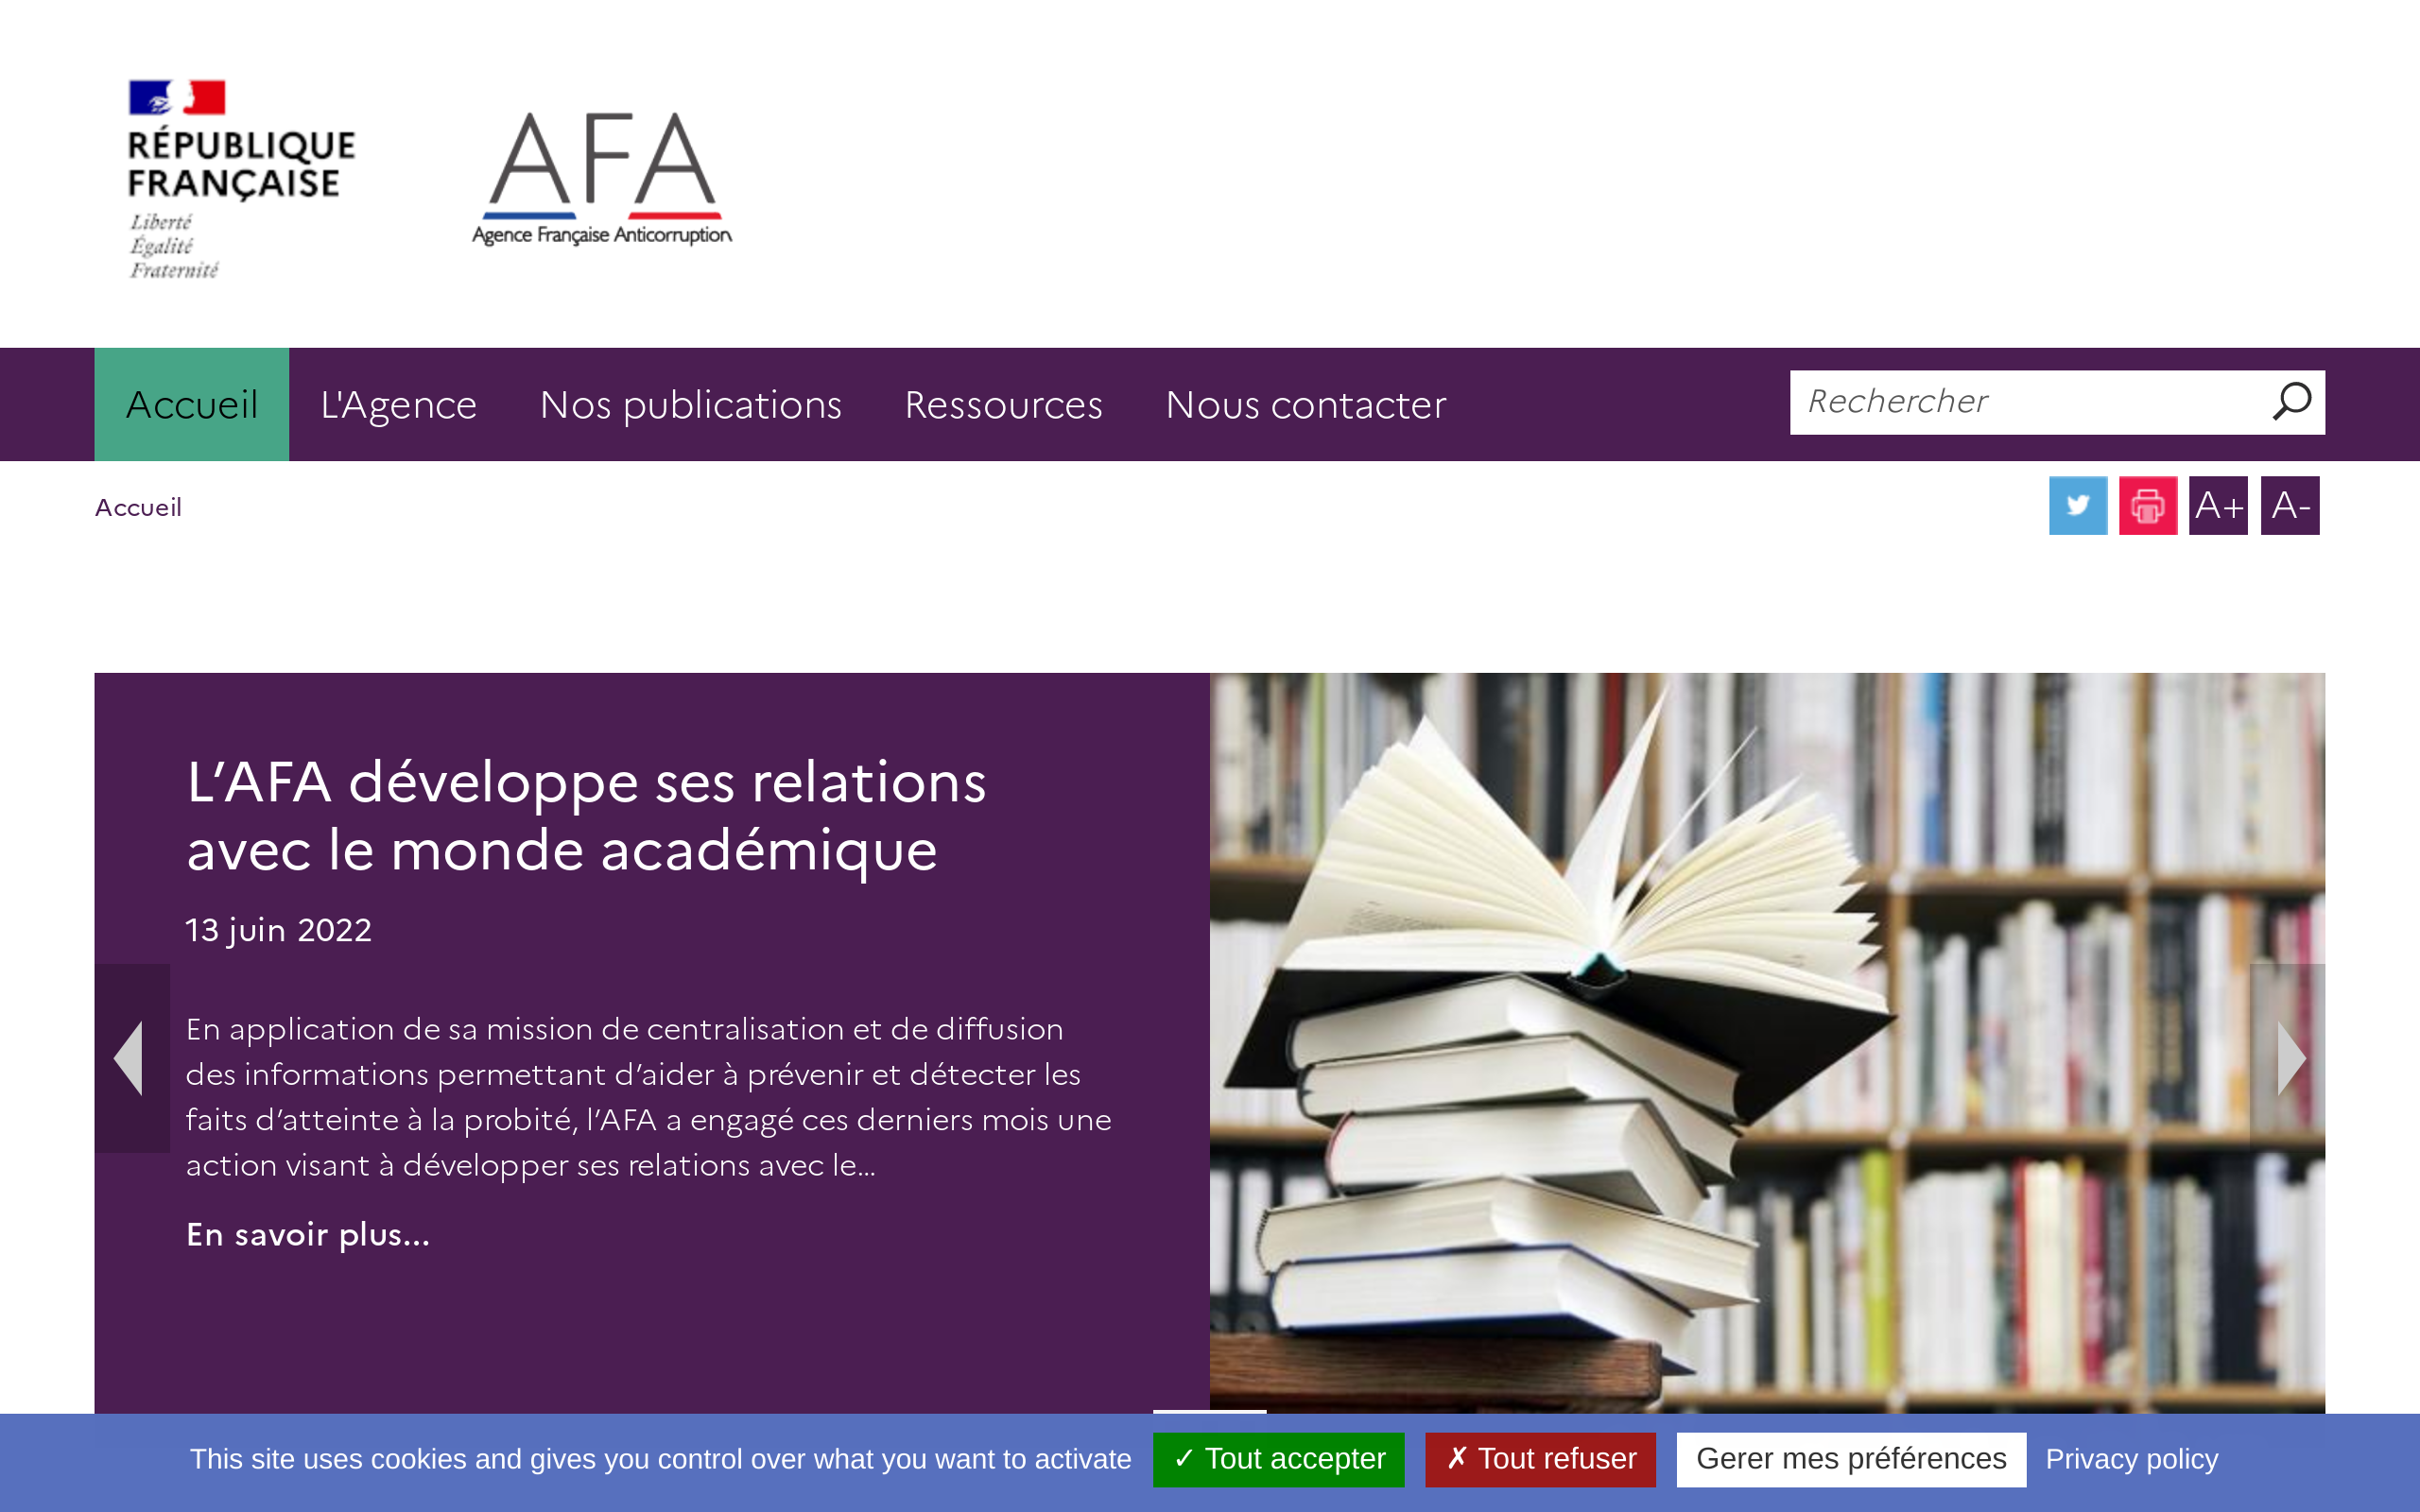 RÉPUBLIQUE
FRANÇAISE
Liberté
Égalité
Fraternité
AFA
Agence Française Anticorruption
Accueil L'Agence Nos publications Ressources Nous contacter Rechercher
Accueil A+ A-
L’AFA développe ses relations
avec le monde académique
13 juin 2022
En application de sa mission de centralisation et de diffusion
des informations permettant d’aider à prévenir et détecter les
faits d’atteinte à la probité, l’AFA a engagé ces derniers mois une
action visant à développer ses relations avec le...
En savoir plus...
This site uses cookies and gives you control over what you want to activate ✓ Tout accepter ✗ Tout refuser Gerer mes préférences Privacy policy